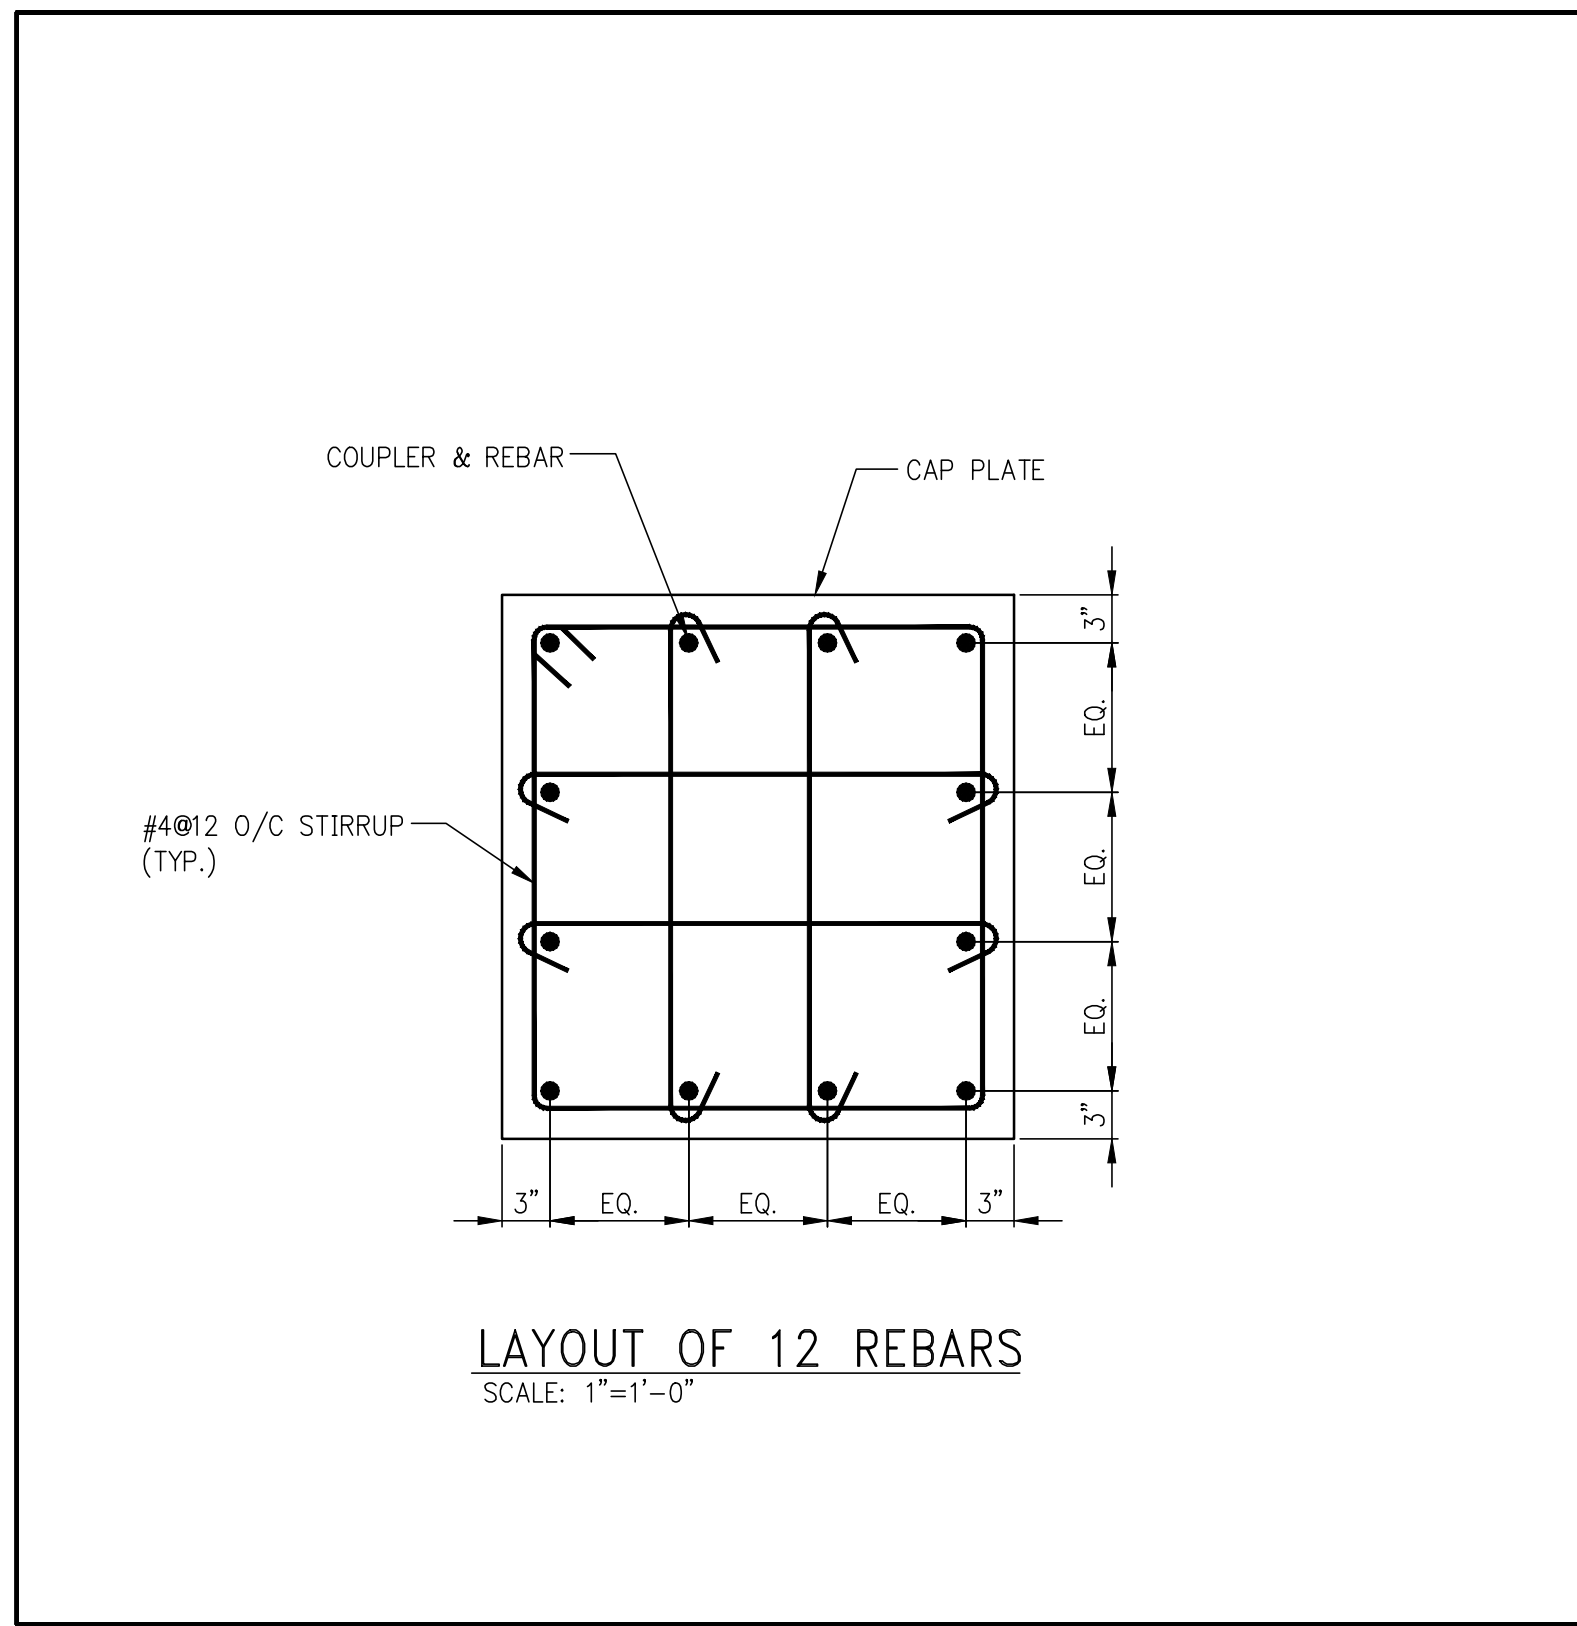 COUPLER & REBAR
CAP PLATE
3"
EQ.
#4@12 O/C STIRRUP
(TYP.)
EQ.
EQ.
3"
3" EQ. EQ. EQ. 3"
LAYOUT OF 12 REBARS
SCALE: 1"=1'-0"